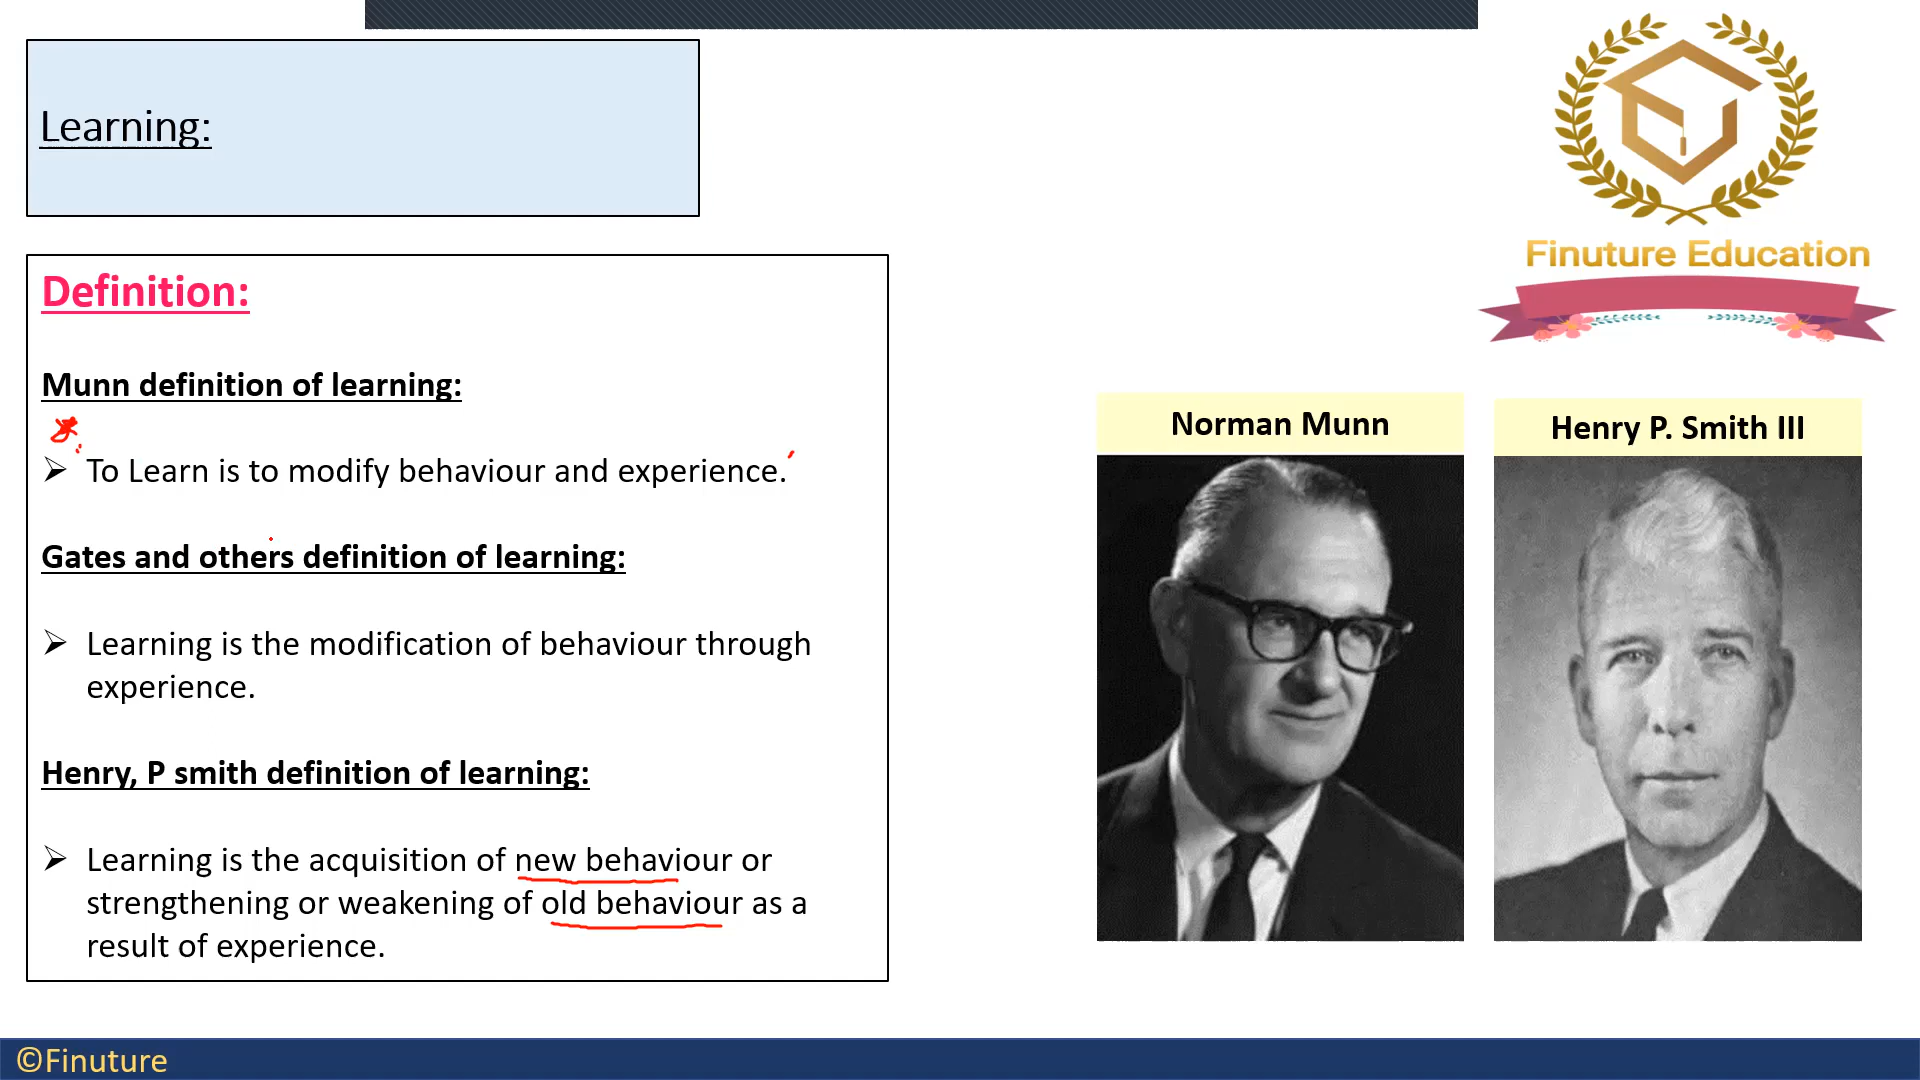 Learning:
Finuture Education
Definition:
Munn definition of learning:
To Learn is to modify behaviour and experience.
Gates and others definition of learning:
Learning is the modification of behaviour through
experience.
Henry, P smith definition of learning:
Learning is the acquisition of new behaviour or
strengthening or weakening of old behaviour as a
result of experience.
Norman Munn
Henry P. Smith III
©Finuture